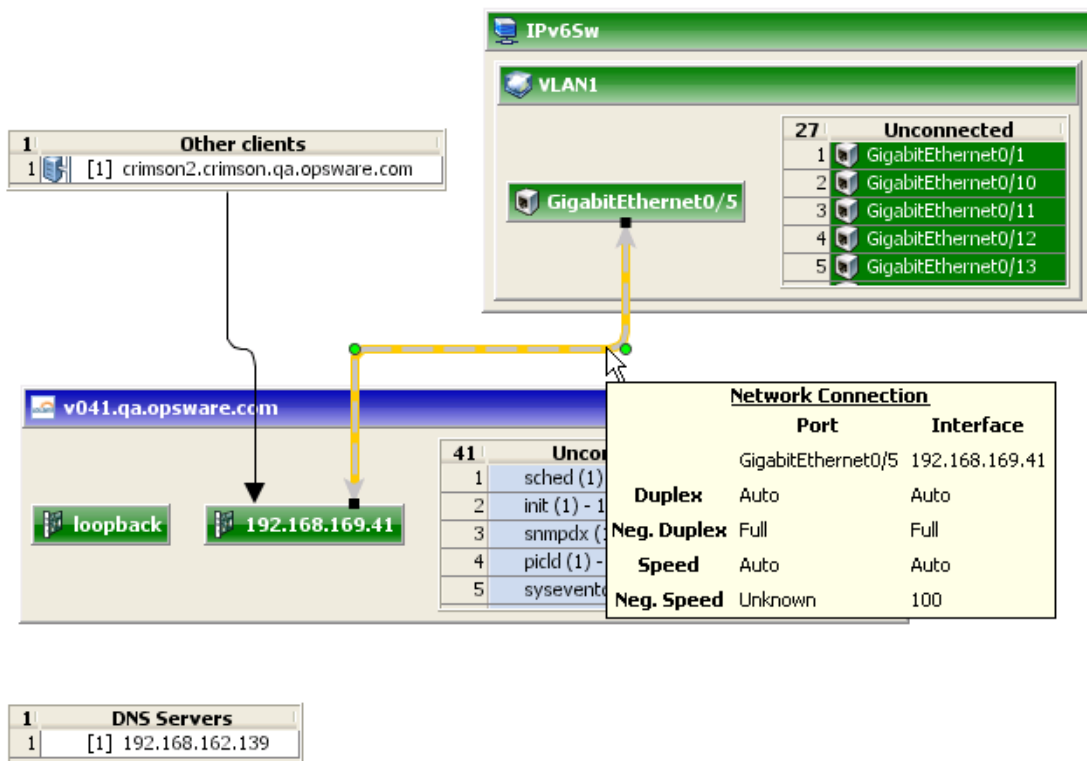 IPv6Sw
VLAN1
27 Unconnected
1 GigabitEthernet0/1
2 GigabitEthernet0/10
3 GigabitEthernet0/11
4 GigabitEthernet0/12
5 GigabitEthernet0/13
GigabitEthernet0/5
1 Other clients
1 [1] crimson2.crimson.qa.opsware.com
v041.qa.opsware.com
loopback
192.168.169.41
41 Uncon
1 sched (1)
2 init (1) - 1
3 snmpdx (1
4 picld (1) -
5 sysevent
Network Connection
Port Interface
GigabitEthernet0/5 192.168.169.41
Duplex Auto Auto
Neg. Duplex Full Full
Speed Auto Auto
Neg. Speed Unknown 100
1 DNS Servers
1 [1] 192.168.162.139